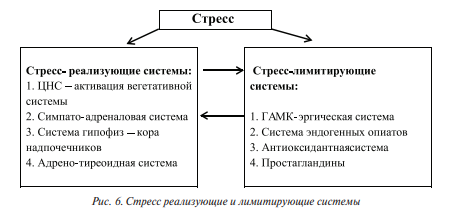 Стресс
Стресс- реализующие системы:
1. ЦНС – активация вегетативной
системы
2. Симпато-адреналовая система
3. Система гипофиз – кора
надпочечников
4. Адрено-тиреоидная система
Стресс-лимитирующие
системы:
1. ГАМК-эргическая система
2. Система эндогенных опиатов
3. Антиоксидантнаясистема
4. Простагландины
Рис. 6. Стресс реализующие и лимитирующие системы